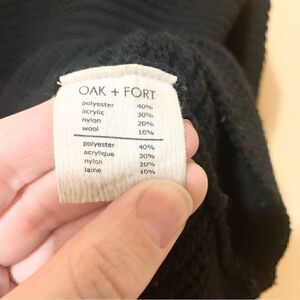 OAK + FORT
polyester 40%
acrylic 30%
nylon 20%
wool 10%
polyester 40%
acrylique 30%
nylon 20%
laine 10%